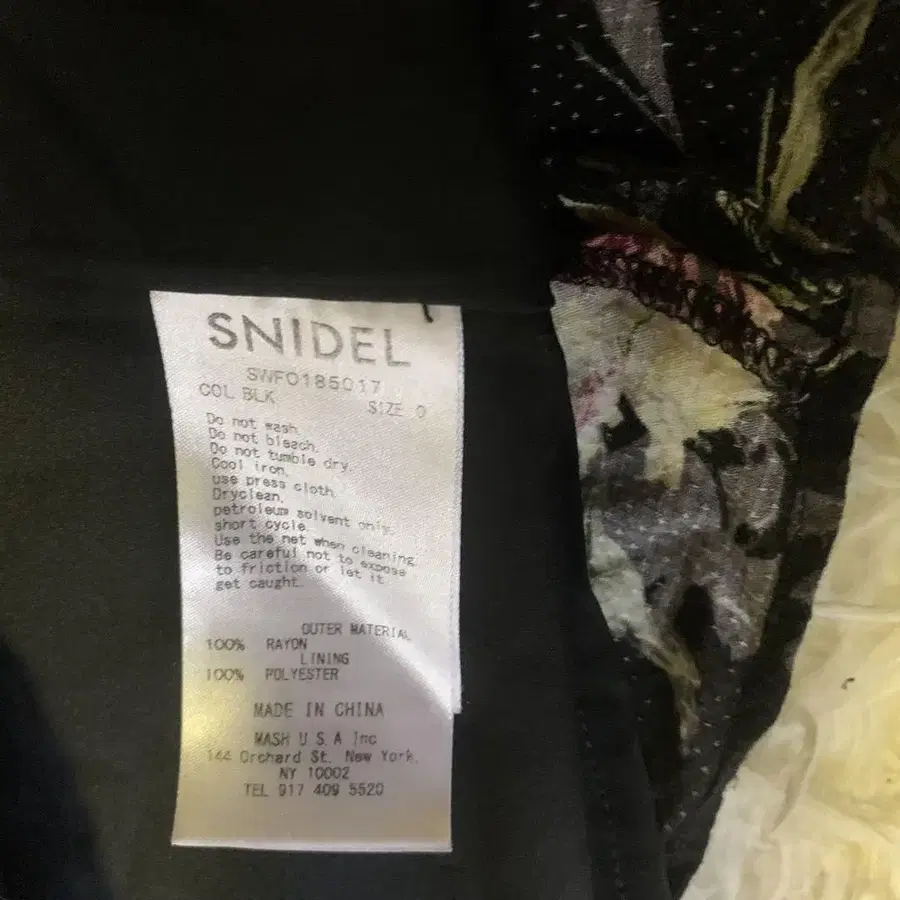 SNIDEL
SWFO185017
COL BLK SIZE 0
Do not wash.
Do not bleach.
Do not tumble dry.
Cool iron,
use press cloth.
Dryclean,
petroleum solvent only,
short cycle.
Use the net when cleaning.
Be careful not to expose
to friction or let it
get caught.
OUTER MATERIAL
100% RAYON
LINING
100% POLYESTER
MADE IN CHINA
MASH U S A Inc
144 Orchard St. New York,
NY 10002
TEL 917 409 5520